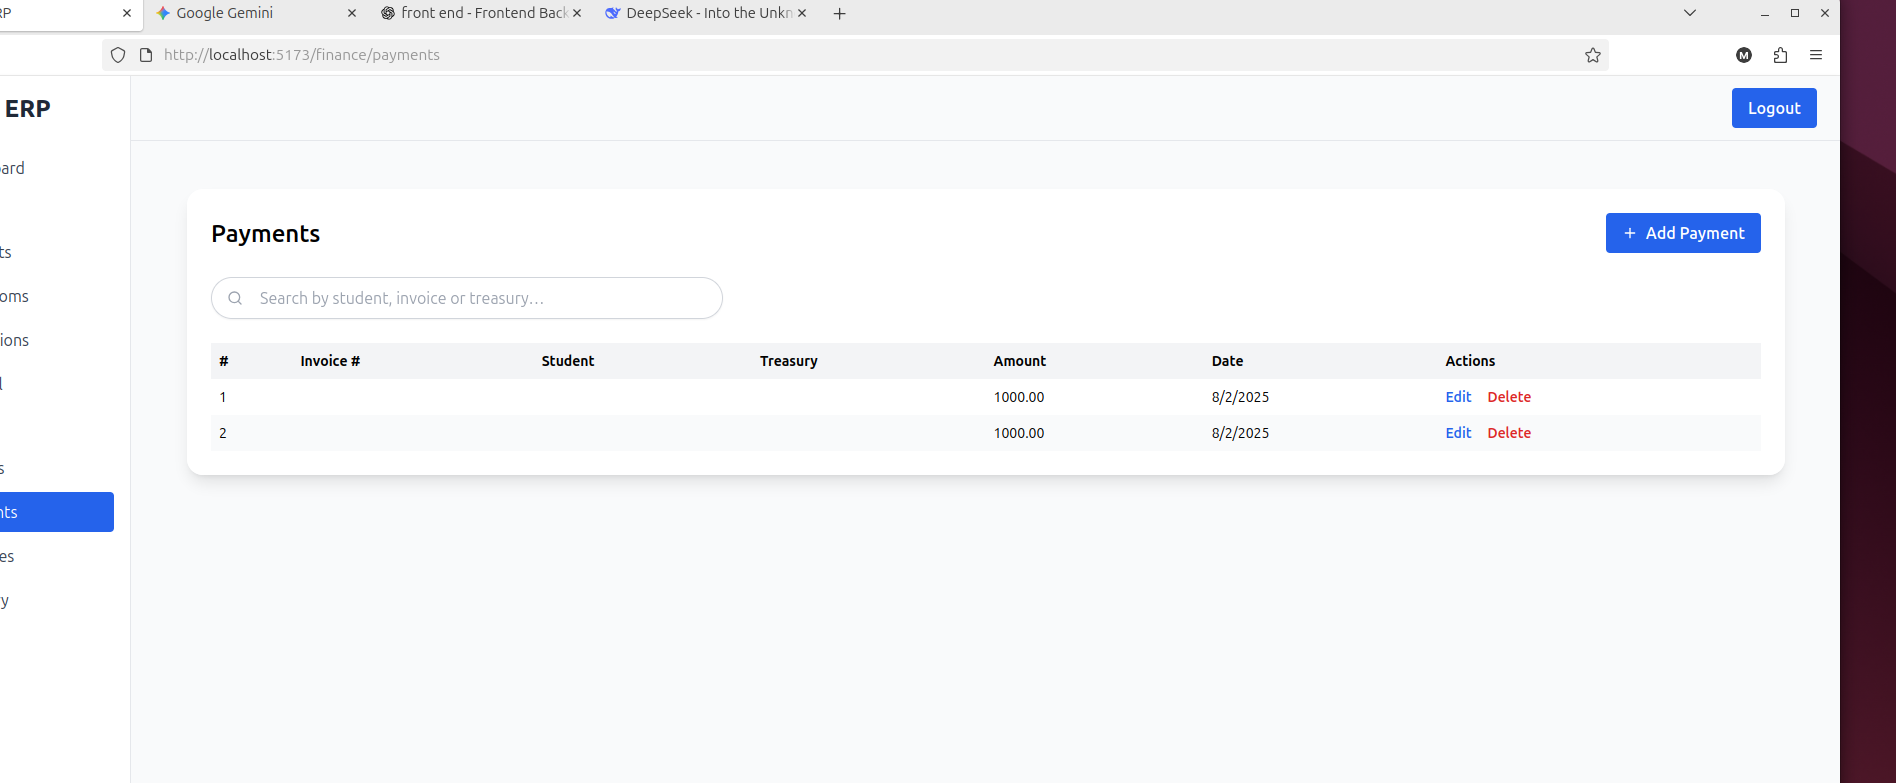 RP
Google Gemini
front end - Frontend Back
DeepSeek - Into the Unkn
http://localhost:5173/finance/payments
M
ERP
Logout
ard
ts
oms
ions
l
s
nts
es
y
Payments
+ Add Payment
Search by student, invoice or treasury…
# Invoice # Student Treasury Amount Date Actions
1 1000.00 8/2/2025 Edit Delete
2 1000.00 8/2/2025 Edit Delete